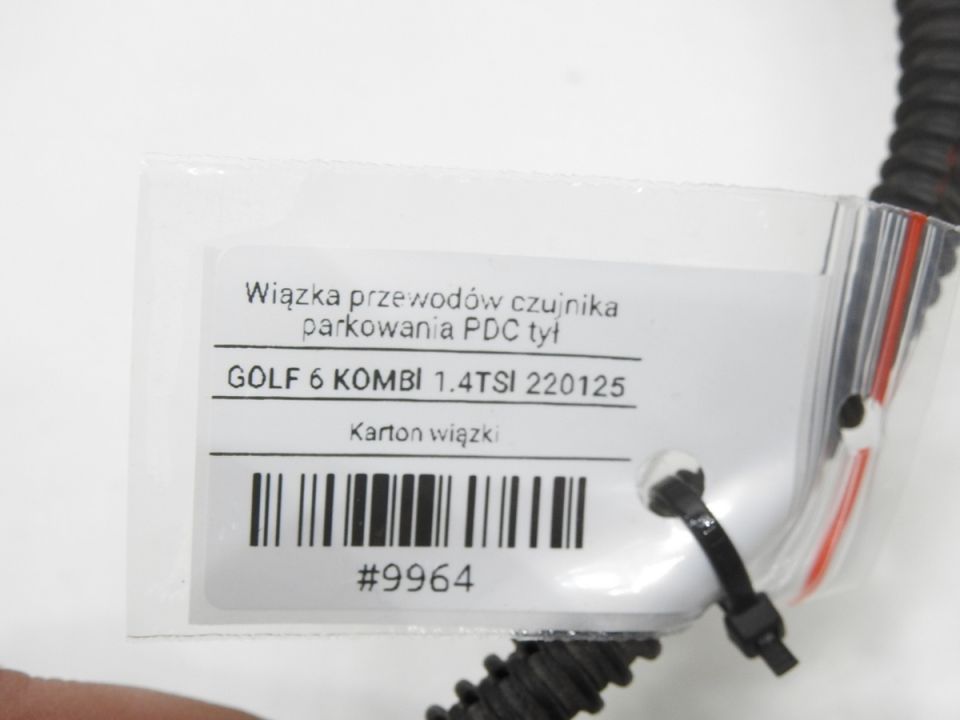 Wiązka przewodów czujnika
parkowania PDC tył
GOLF 6 KOMBI 1.4TSI 220125
Karton wiązki
#9964